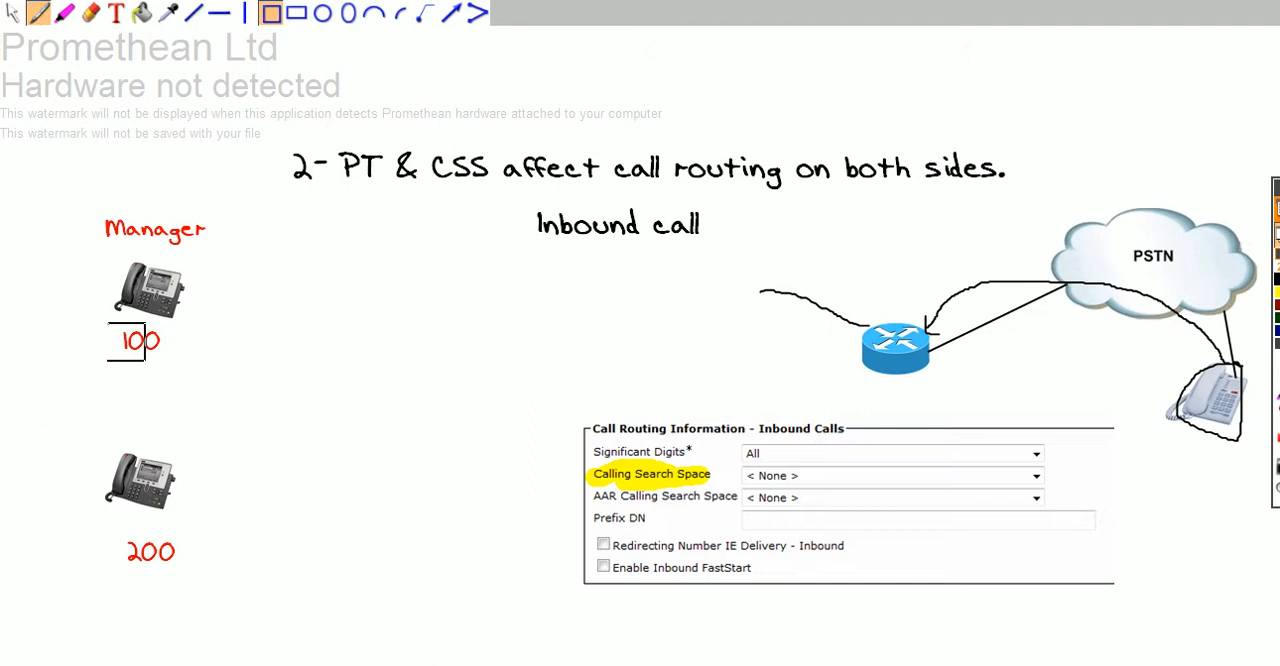 Promethean Ltd
Hardware not detected
This watermark will not be displayed when this application detects Promethean hardware attached to your computer
This watermark will not be saved with your file
2- PT & CSS affect call routing on both sides.
Inbound call
Manager
PSTN
100
Call Routing Information - Inbound Calls
Significant Digits* All
Calling Search Space < None >
AAR Calling Search Space < None >
Prefix DN
Redirecting Number IE Delivery - Inbound
Enable Inbound FastStart
200